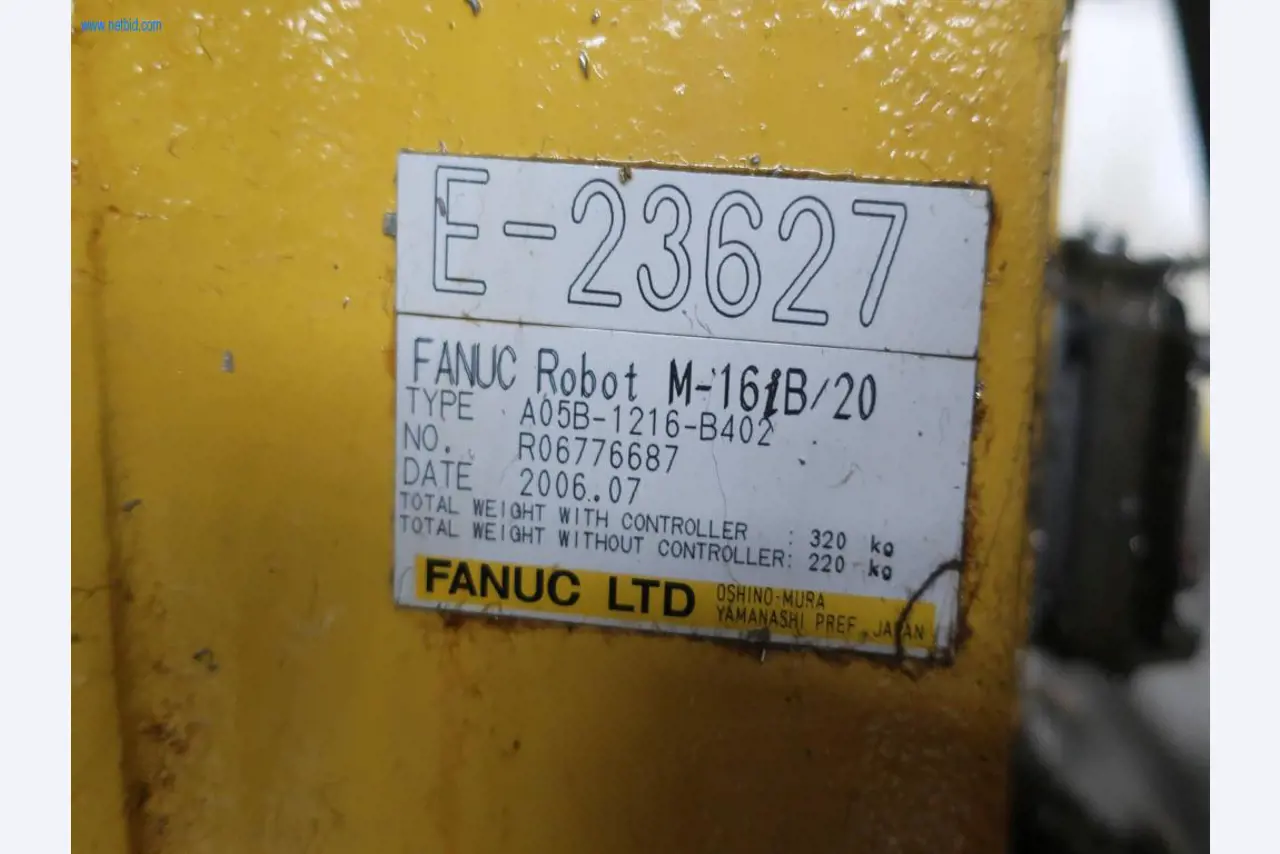 www.netbid.com
E-23627
FANUC Robot M-16iB/20
TYPE A05B-1216-B402
NO. R06776687
DATE 2006.07
TOTAL WEIGHT WITH CONTROLLER : 320 kg
TOTAL WEIGHT WITHOUT CONTROLLER: 220 kg
FANUC LTD OSHINO-MURA
YAMANASHI PREF. JAPAN